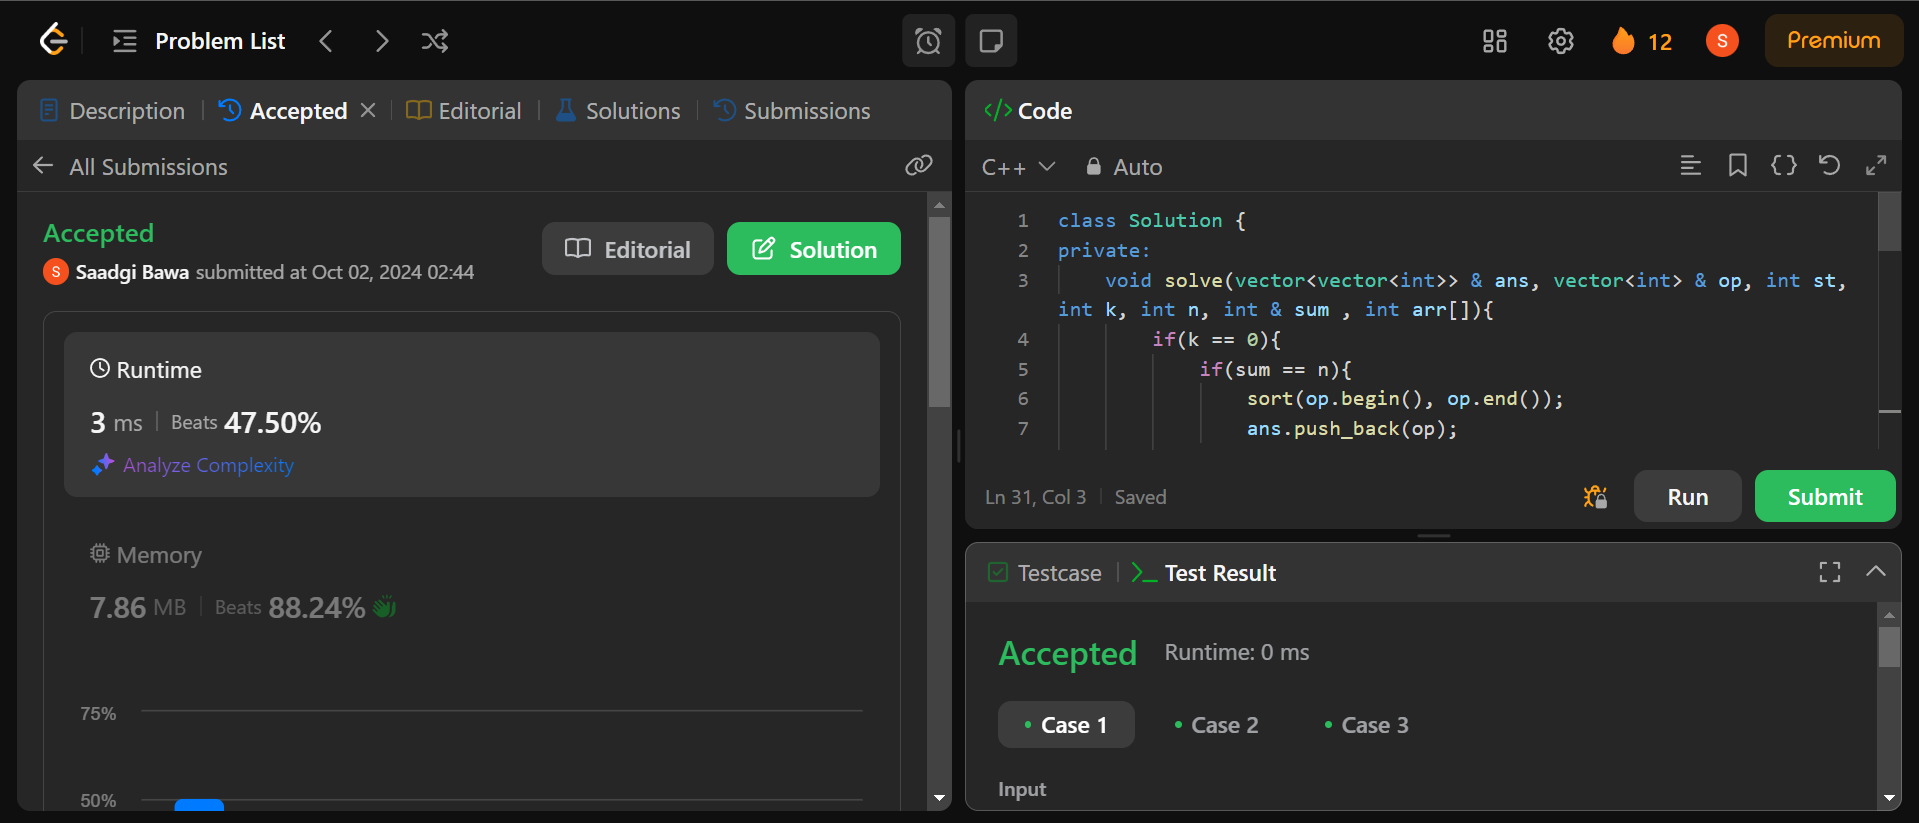 Problem List
12
S
Premium
Description
Accepted
Editorial
Solutions
Submissions
All Submissions
Accepted
S Saadgi Bawa submitted at Oct 02, 2024 02:44
Editorial
Solution
Runtime
3 ms | Beats 47.50%
Analyze Complexity
Memory
7.86 MB | Beats 88.24%
75%
50%
</> Code
C++
Auto
1 class Solution {
2 private:
3 void solve(vector<vector<int>> & ans, vector<int> & op, int st,
int k, int n, int & sum , int arr[]){
4 if(k == 0){
5 if(sum == n){
6 sort(op.begin(), op.end());
7 ans.push_back(op);
Ln 31, Col 3 | Saved
Run
Submit
Testcase
>_ Test Result
Accepted
Runtime: 0 ms
Case 1
Case 2
Case 3
Input